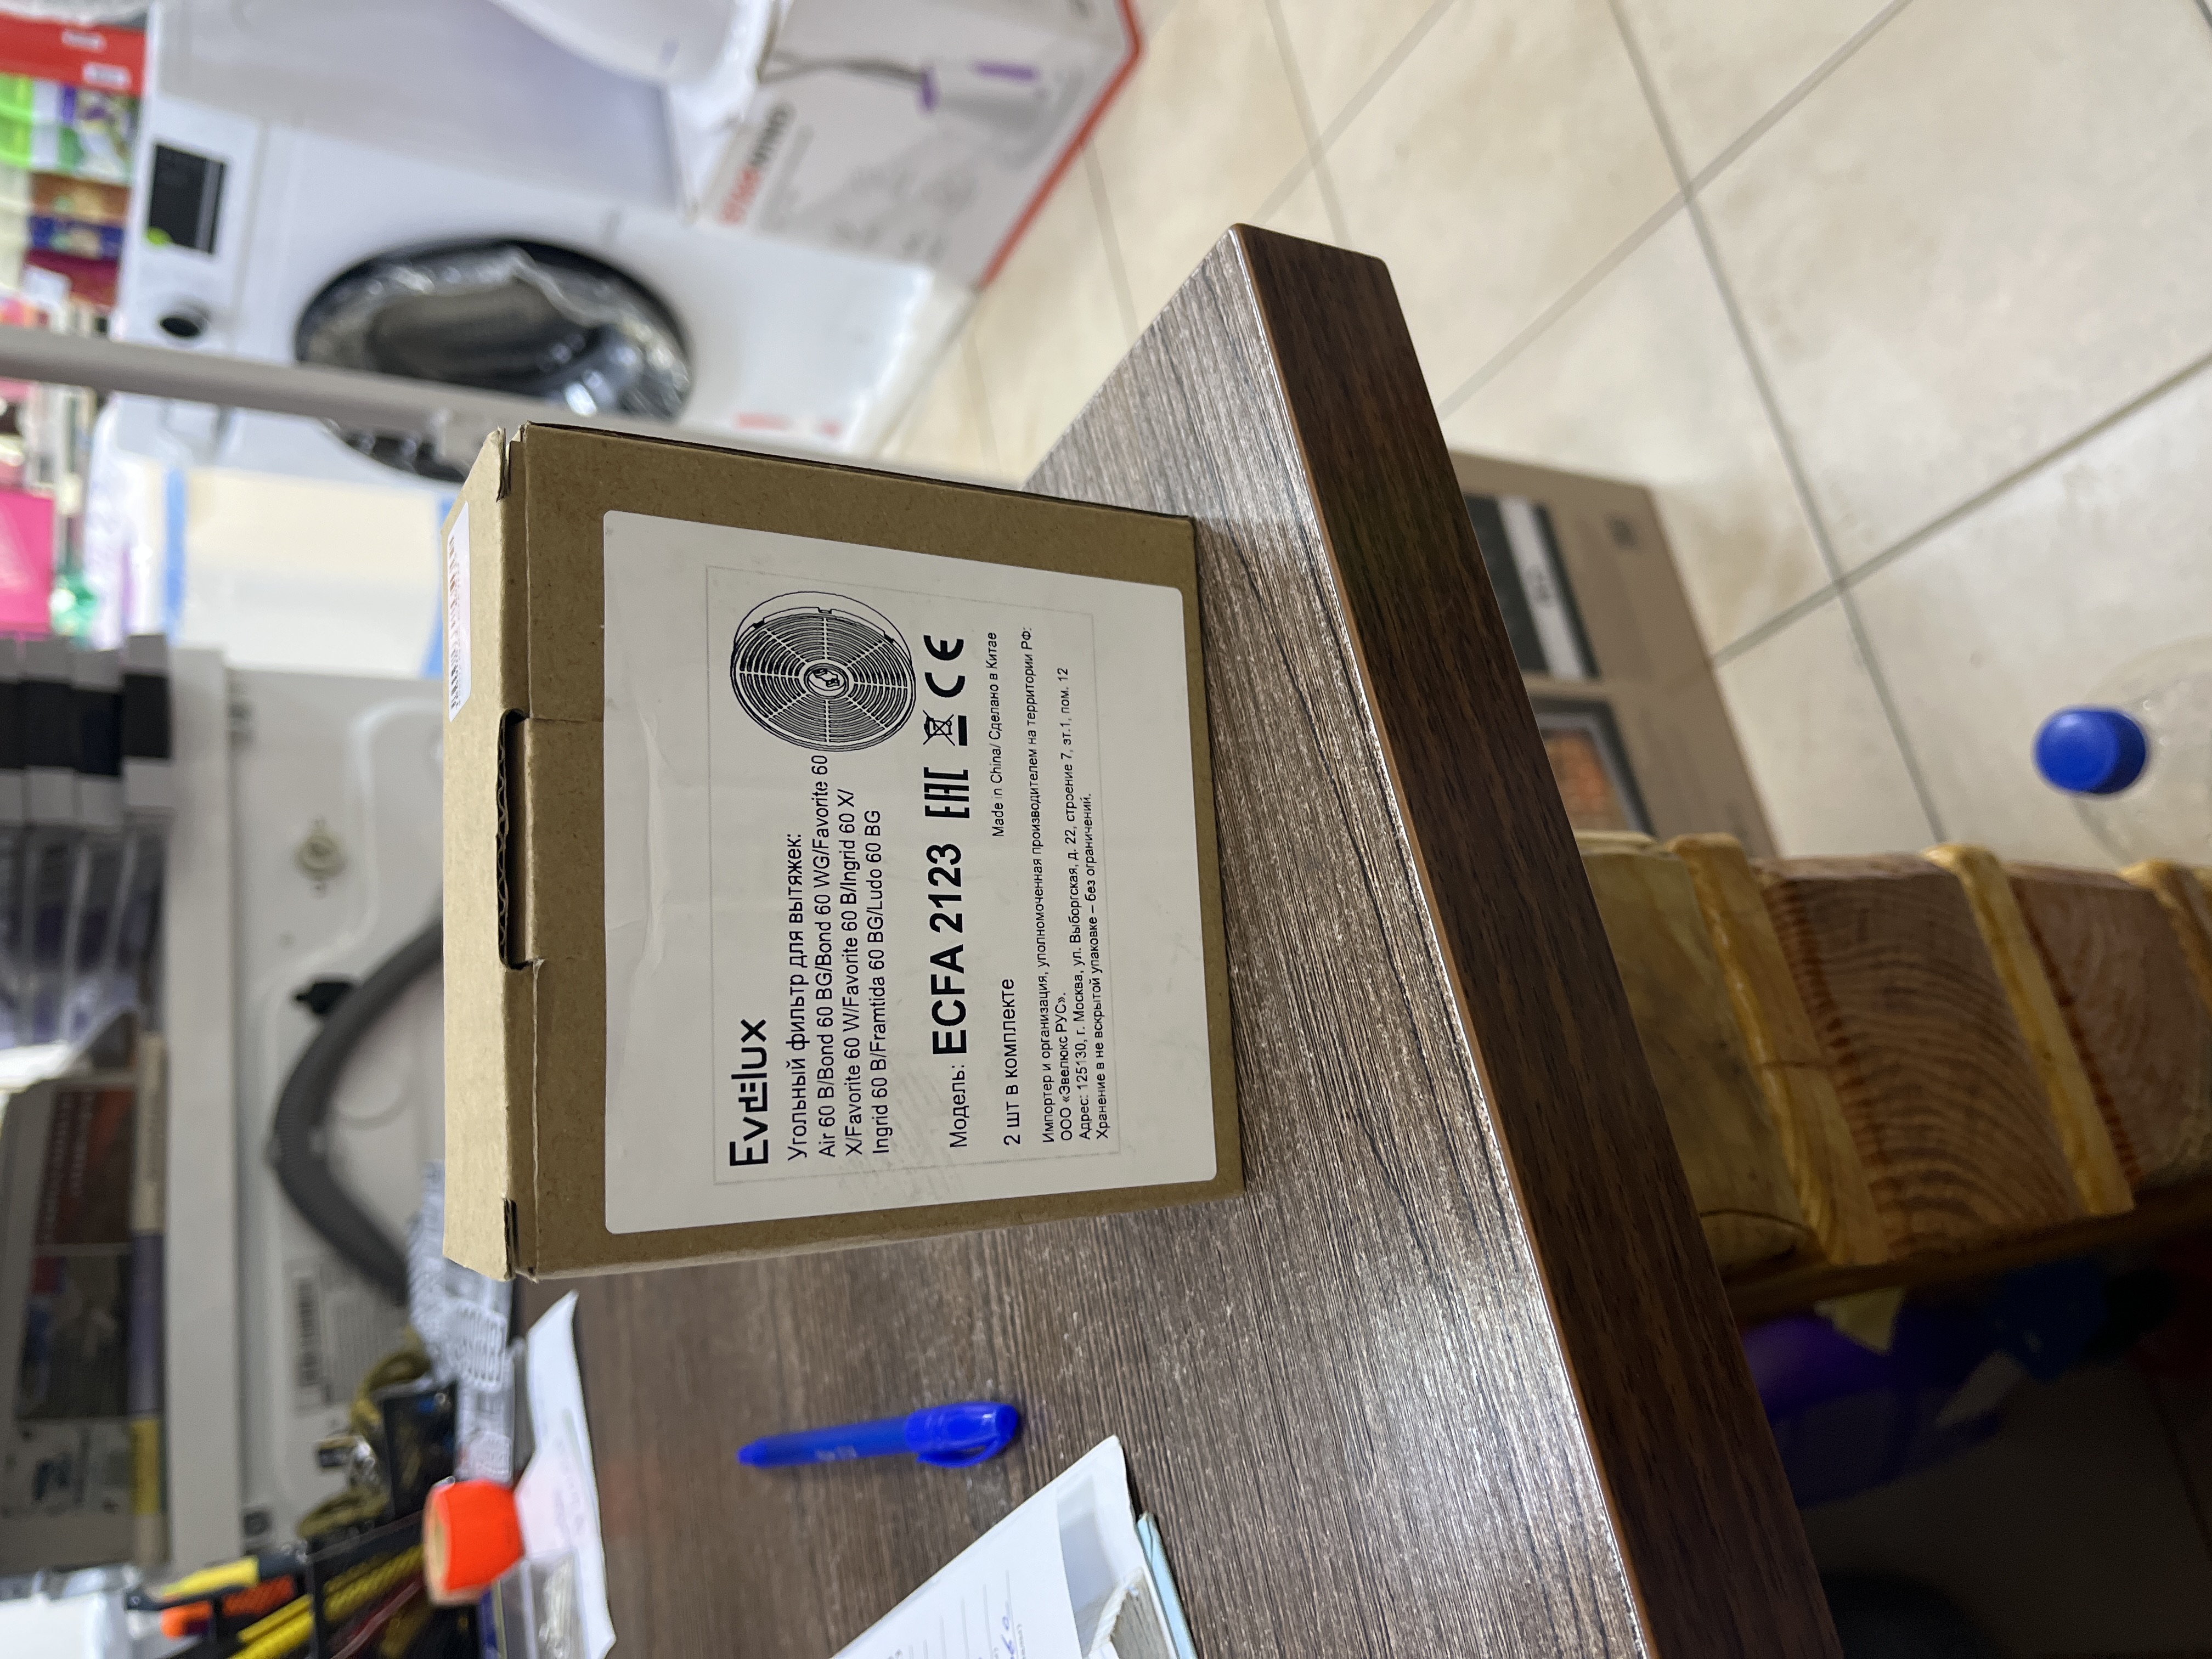 Evelux
Угольный фильтр для вытяжек:
Air 60 B/Bond 60 BG/Bond 60 WG/Favorite 60
X/Favorite 60 W/Favorite 60 B/Ingrid 60 X/
Ingrid 60 B/Framtida 60 BG/Ludo 60 BG
Модель: ECFA 2123 EAC CE
2 шт в комплекте
Made in China/ Сделано в Китае
Импортер и организация, уполномоченная производителем на территории РФ:
ООО «Эвелюкс РУС».
Адрес: 125130, г. Москва, ул. Выборгская, д. 22, строение 7, эт.1, пом. 12
Хранение в не вскрытой упаковке – без ограничений.